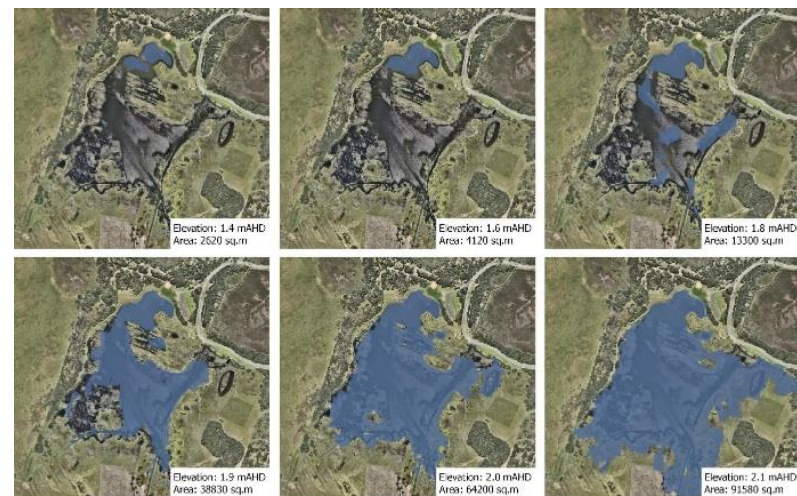 Elevation: 1.4 mAHD
Area: 2620 sq.m
Elevation: 1.6 mAHD
Area: 4120 sq.m
Elevation: 1.8 mAHD
Area: 13300 sq.m
Elevation: 1.9 mAHD
Area: 38830 sq.m
Elevation: 2.0 mAHD
Area: 64200 sq.m
Elevation: 2.1 mAHD
Area: 91580 sq.m